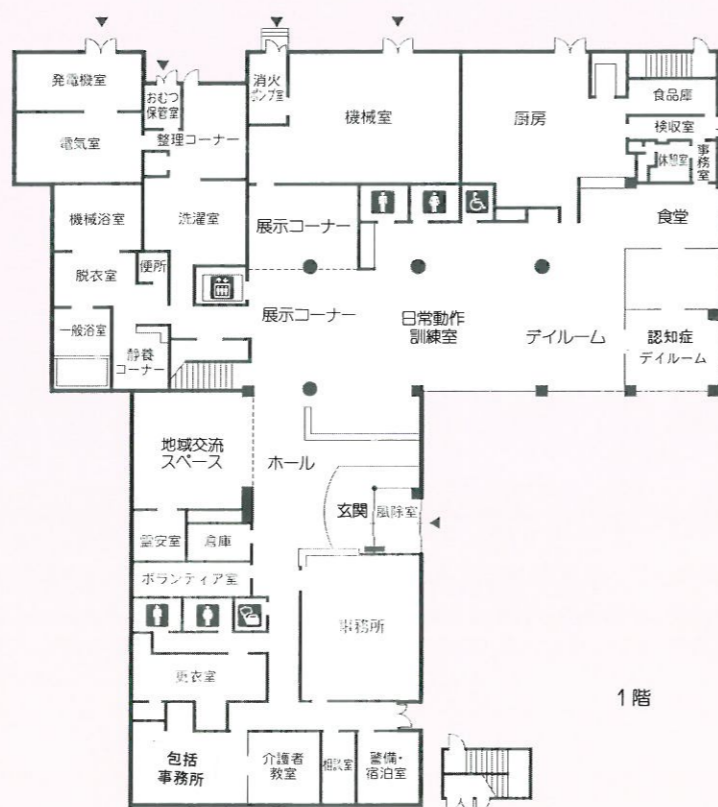 発電機室
おむつ
保管室
消火
ポンプ室
機械室
厨房
食品庫
検収室
休憩室
事務室
電気室
整理コーナー
機械浴室
洗濯室
展示コーナー
食堂
脱衣室
便所
展示コーナー
日常動作
訓練室
デイルーム
認知症
デイルーム
一般浴室
静養
コーナー
地域交流
スペース
ホール
玄関
風除室
霊安室
倉庫
ボランティア室
事務所
更衣室
1階
包括
事務所
介護者
教室
相談室
警備・
宿泊室